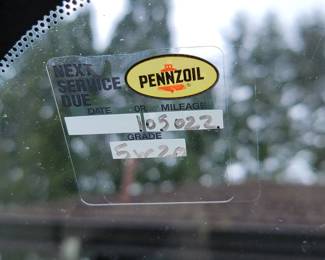 NEXT
SERVICE
DUE
PENNZOIL
DATE OR MILEAGE
105022
GRADE
5w20